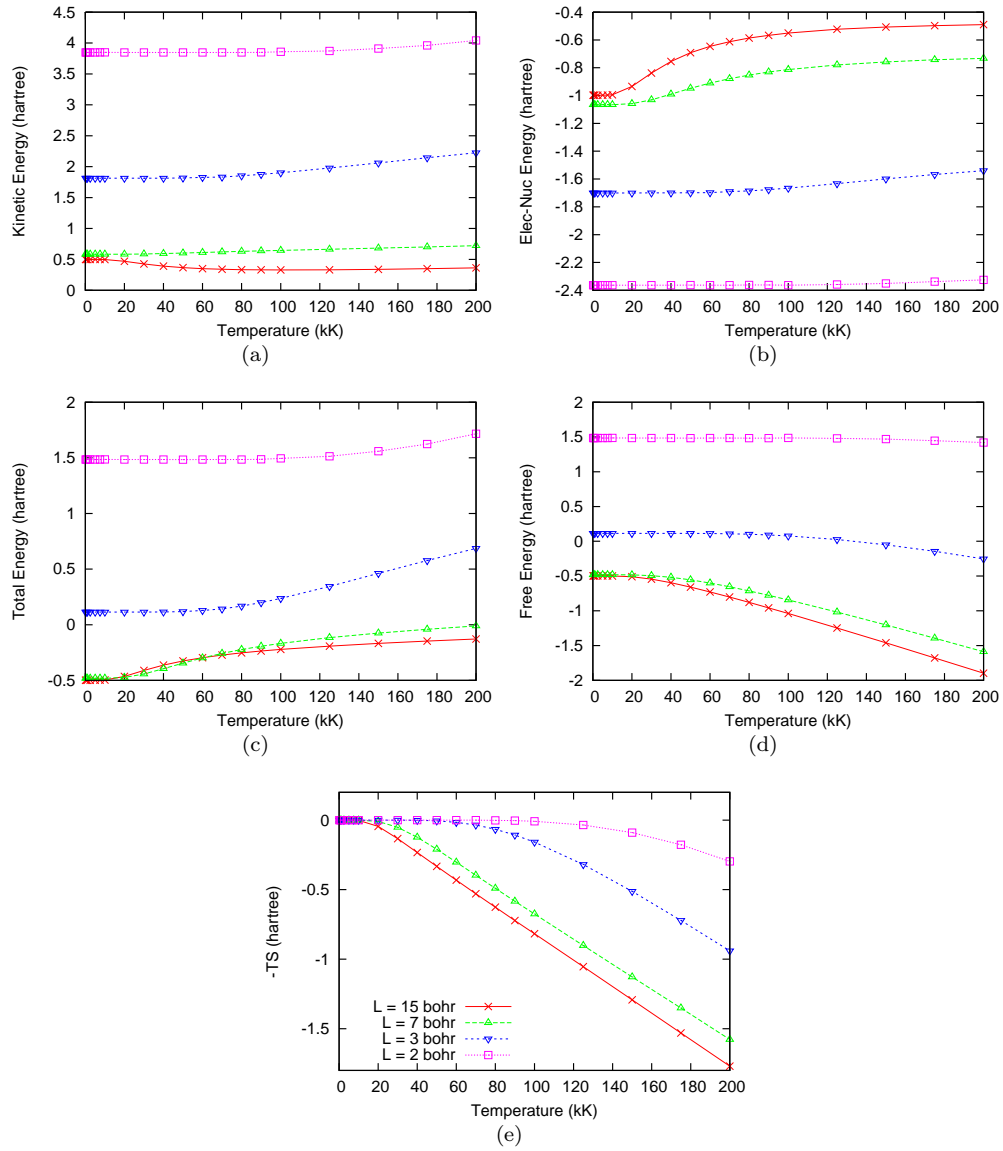 4.5
4
3.5
3
2.5
2
1.5
1
0.5
0
Kinetic Energy (hartree)
0 20 40 60 80 100 120 140 160 180 200
Temperature (kK)
(a)
-0.4
-0.6
-0.8
-1
-1.2
-1.4
-1.6
-1.8
-2
-2.2
-2.4
Elec-Nuc Energy (hartree)
0 20 40 60 80 100 120 140 160 180 200
Temperature (kK)
(b)
2
1.5
1
0.5
0
-0.5
Total Energy (hartree)
0 20 40 60 80 100 120 140 160 180 200
Temperature (kK)
(c)
2
1.5
1
0.5
0
-0.5
-1
-1.5
-2
Free Energy (hartree)
0 20 40 60 80 100 120 140 160 180 200
Temperature (kK)
(d)
0
-0.5
-1
-1.5
-TS (hartree)
L = 15 bohr
L = 7 bohr
L = 3 bohr
L = 2 bohr
0 20 40 60 80 100 120 140 160 180 200
Temperature (kK)
(e)